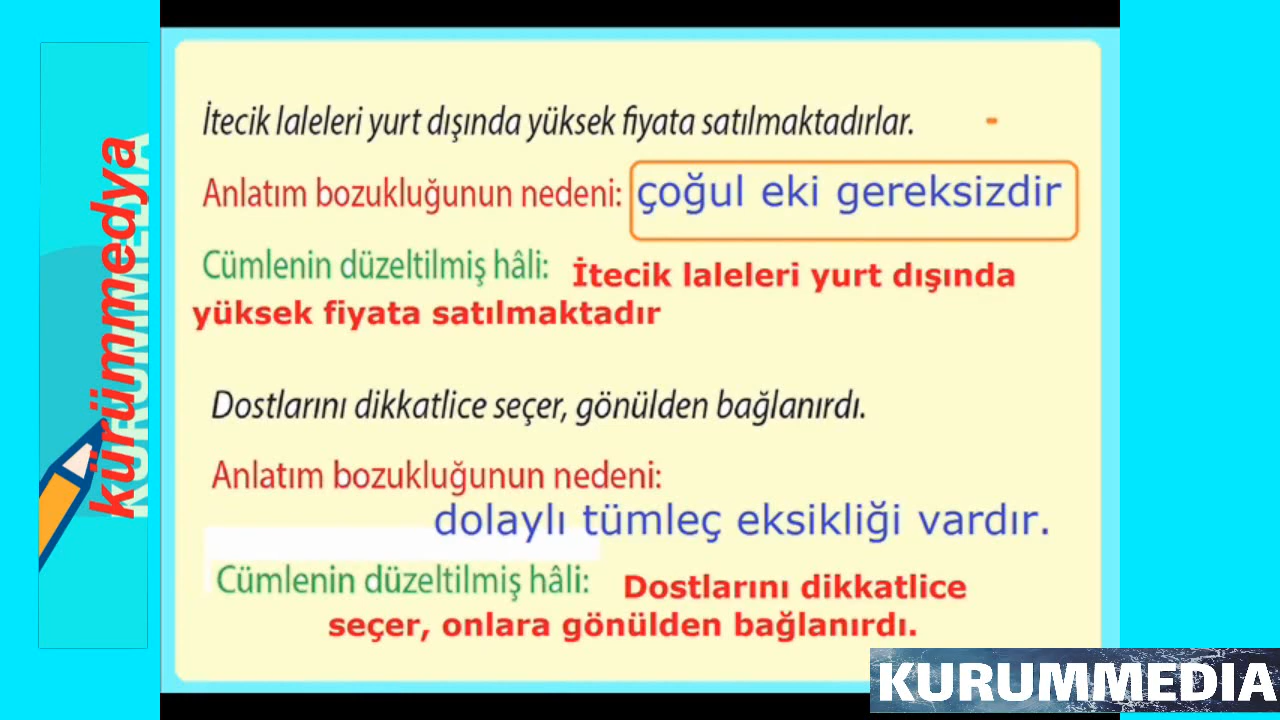 İtecik laleleri yurt dışında yüksek fiyata satılmaktadırlar.
Anlatım bozukluğunun nedeni: çoğul eki gereksizdir
Cümlenin düzeltilmiş hâli: İtecik laleleri yurt dışında
yüksek fiyata satılmaktadır
Dostlarını dikkatlice seçer, gönülden bağlanırdı.
Anlatım bozukluğunun nedeni:
dolaylı tümleç eksikliği vardır.
Cümlenin düzeltilmiş hâli: Dostlarını dikkatlice
seçer, onlara gönülden bağlanırdı.
kürümmedya
KURUMMEDIA
KURUMMEDIA